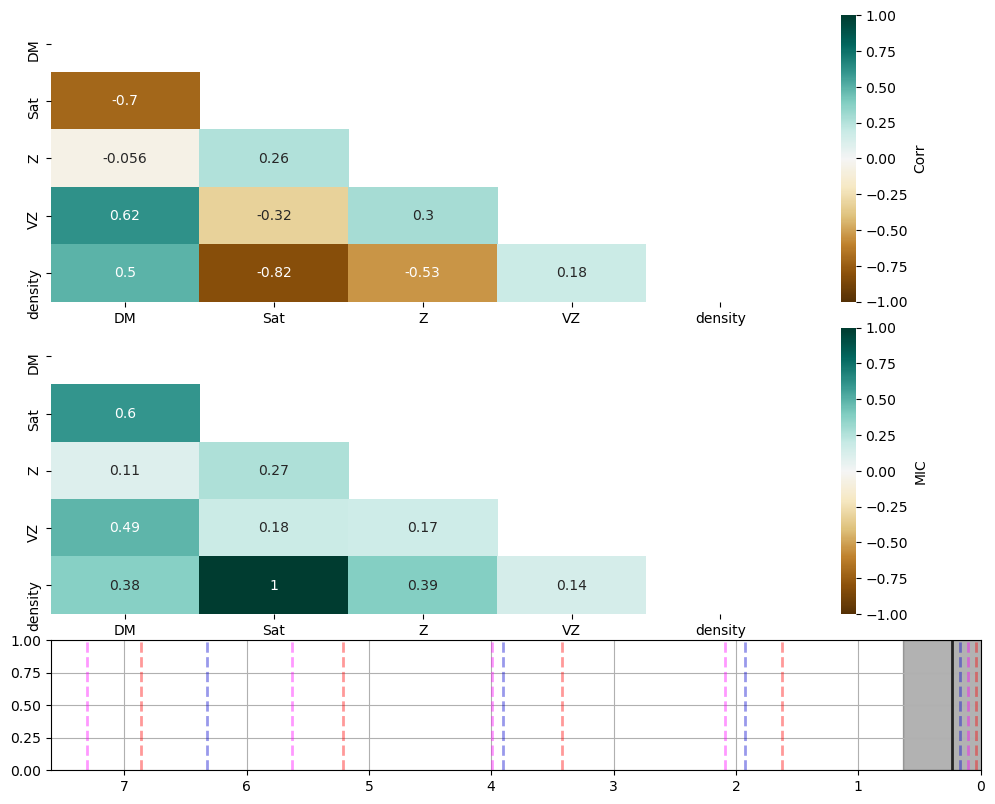 DM
Sat
Z
VZ
density
-0.7
-0.056 0.26
0.62 -0.32 0.3
0.5 -0.82 -0.53 0.18
DM Sat Z VZ density
1.00
0.75
0.50
0.25
0.00
−0.25
−0.50
−0.75
−1.00
Corr
DM
Sat
Z
VZ
density
0.6
0.11 0.27
0.49 0.18 0.17
0.38 1 0.39 0.14
DM Sat Z VZ density
1.00
0.75
0.50
0.25
0.00
−0.25
−0.50
−0.75
−1.00
MIC
1.00
0.75
0.50
0.25
0.00
7 6 5 4 3 2 1 0